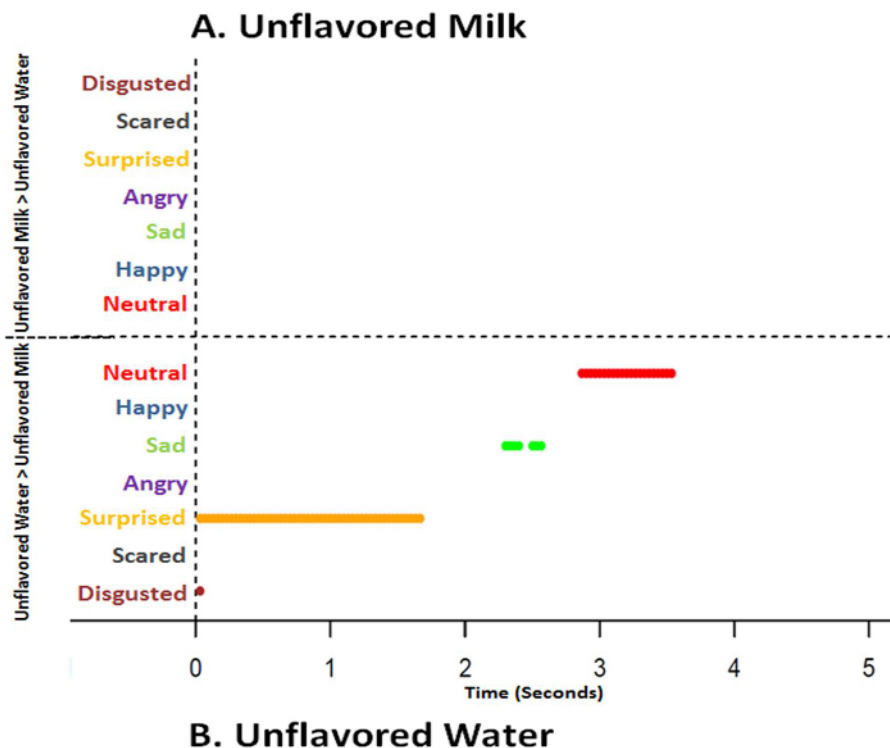 A. Unflavored Milk
Unflavored Milk > Unflavored Water
Disgusted
Scared
Surprised
Angry
Sad
Happy
Neutral
Unflavored Water > Unflavored Milk
Neutral
Happy
Sad
Angry
Surprised
Scared
Disgusted
0 1 2 3 4 5
Time (Seconds)
B. Unflavored Water